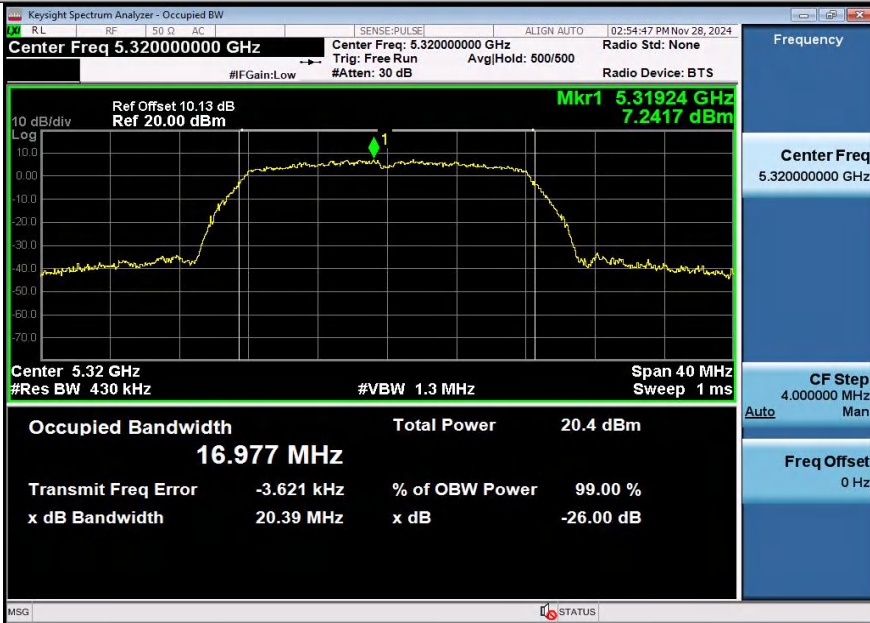 Keysight Spectrum Analyzer - Occupied BW
LXI RL RF 50 Ω AC SENSE:PULSE ALIGN AUTO 02:54:47 PM Nov 28, 2024
Center Freq 5.320000000 GHz
Center Freq: 5.320000000 GHz
Radio Std: None
Trig: Free Run Avg|Hold: 500/500
#IFGain:Low #Atten: 30 dB Radio Device: BTS
Ref Offset 10.13 dB
10 dB/div Ref 20.00 dBm
Mkr1 5.31924 GHz
7.2417 dBm
Log
1
10.0
0.00
-10.0
-20.0
-30.0
-40.0
-50.0
-60.0
-70.0
Center 5.32 GHz Span 40 MHz
#Res BW 430 kHz #VBW 1.3 MHz Sweep 1 ms
Occupied Bandwidth Total Power 20.4 dBm
16.977 MHz
Transmit Freq Error -3.621 kHz % of OBW Power 99.00 %
x dB Bandwidth 20.39 MHz x dB -26.00 dB
MSG STATUS
Frequency
Center Freq
5.320000000 GHz
CF Step
4.000000 MHz
Auto Man
Freq Offset
0 Hz